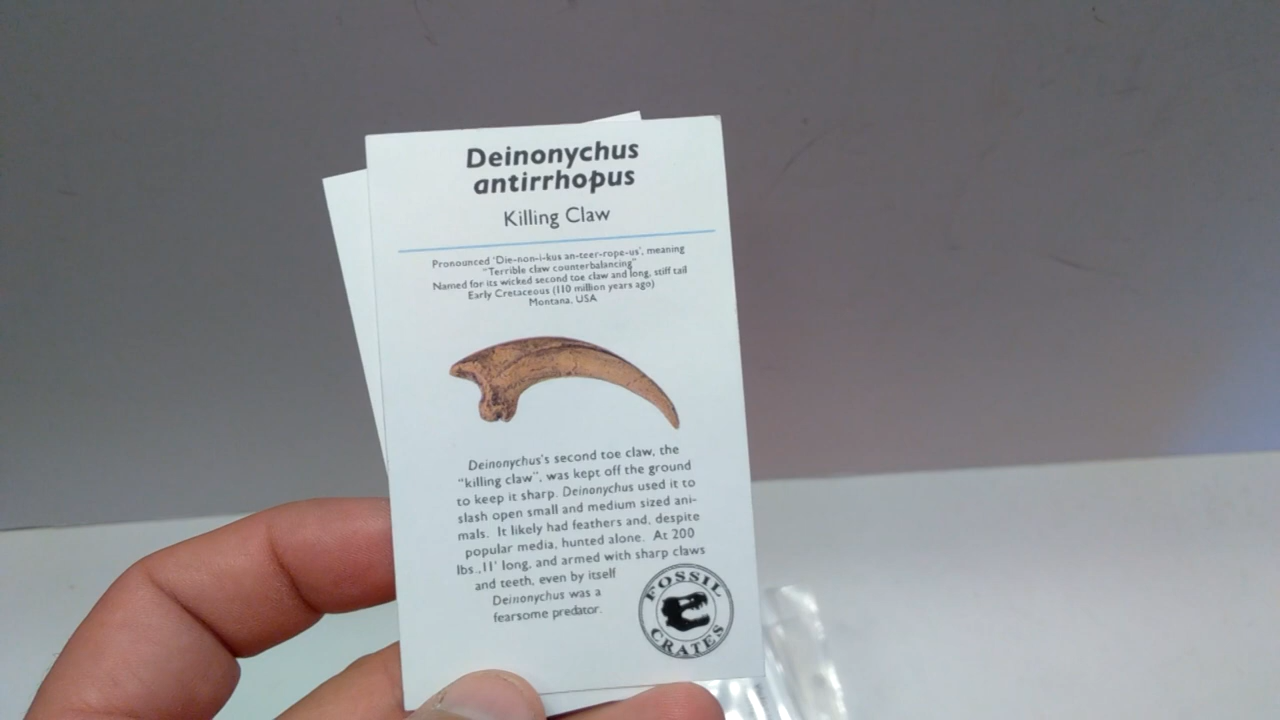 Deinonychus
antirrhopus
Killing Claw
Pronounced 'Die-non-i-kus an-teer-rope-us', meaning
"Terrible claw counterbalancing"
Named for its wicked second toe claw and long, stiff tail
Early Cretaceous (110 million years ago)
Montana, USA
Deinonychus's second toe claw, the
"killing claw", was kept off the ground
to keep it sharp. Deinonychus used it to
slash open small and medium sized ani-
mals. It likely had feathers and, despite
popular media, hunted alone. At 200
lbs.,11' long, and armed with sharp claws
and teeth, even by itself
Deinonychus was a
fearsome predator.
FOSSIL
CRATES